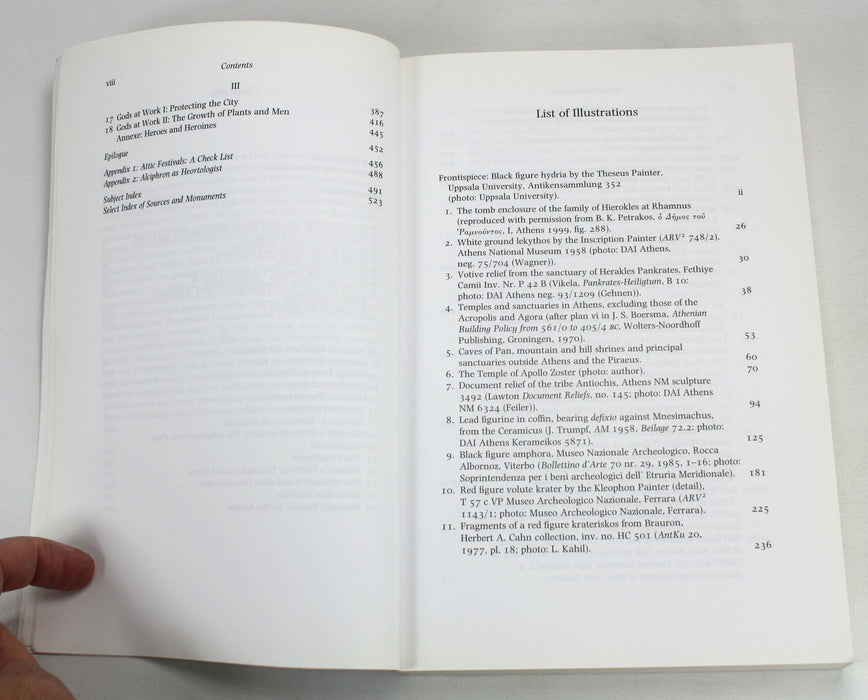 Contents
viii
III
17 Gods at Work I: Protecting the City 387
18 Gods at Work II: The Growth of Plants and Men 416
Annexe: Heroes and Heroines 445
Epilogue 452
Appendix 1: Attic Festivals: A Check List 456
Appendix 2: Alciphron as Heortologist 488
Subject Index 491
Select Index of Sources and Monuments 523
List of Illustrations
Frontispiece: Black figure hydria by the Theseus Painter,
Uppsala University, Antikensammlung 352
(photo: Uppsala University). ii
1. The tomb enclosure of the family of Hierokles at Rhamnus
(reproduced with permission from B. K. Petrakos, ὁ Δῆμος τοῦ
Ῥαμνοῦντος, I, Athens 1999, fig. 288). 26
2. White ground lekythos by the Inscription Painter (ARV² 748/2),
Athens National Museum 1958 (photo: DAI Athens,
neg. 75/704 (Wagner)). 30
3. Votive relief from the sanctuary of Herakles Pankrates, Fethiye
Camii Inv. Nr. P 42 B (Vikela, Pankrates-Heiligtum, B 10:
photo: DAI Athens neg. 93/1209 (Gehnen)). 38
4. Temples and sanctuaries in Athens, excluding those of the
Acropolis and Agora (after plan vi in J. S. Boersma, Athenian
Building Policy from 561/0 to 405/4 BC, Wolters-Noordhoff
Publishing, Groningen, 1970). 53
5. Caves of Pan, mountain and hill shrines and principal
sanctuaries outside Athens and the Piraeus. 60
6. The Temple of Apollo Zoster (photo: author). 70
7. Document relief of the tribe Antiochis, Athens NM sculpture
3492 (Lawton Document Reliefs, no. 145; photo: DAI Athens
NM 6324 (Feiler)). 94
8. Lead figurine in coffin, bearing defixio against Mnesimachus,
from the Ceramicus (J. Trumpf, AM 1958, Beilage 72.2; photo:
DAI Athens Kerameikos 5871). 125
9. Black figure amphora, Museo Nazionale Archeologico, Rocca
Albornoz, Viterbo (Bollettino d'Arte 70 nr. 29, 1985, 1–16; photo:
Soprintendenza per i beni archeologici dell' Etruria Meridionale). 181
10. Red figure volute krater by the Kleophon Painter (detail),
T 57 c VP Museo Archeologico Nazionale, Ferrara (ARV²
1143/1; photo: Museo Archeologico Nazionale, Ferrara). 225
11. Fragments of a red figure krateriskos from Brauron,
Herbert A. Cahn collection, inv. no. HC 501 (AntKu 20,
1977, pl. 18; photo: L. Kahil). 236